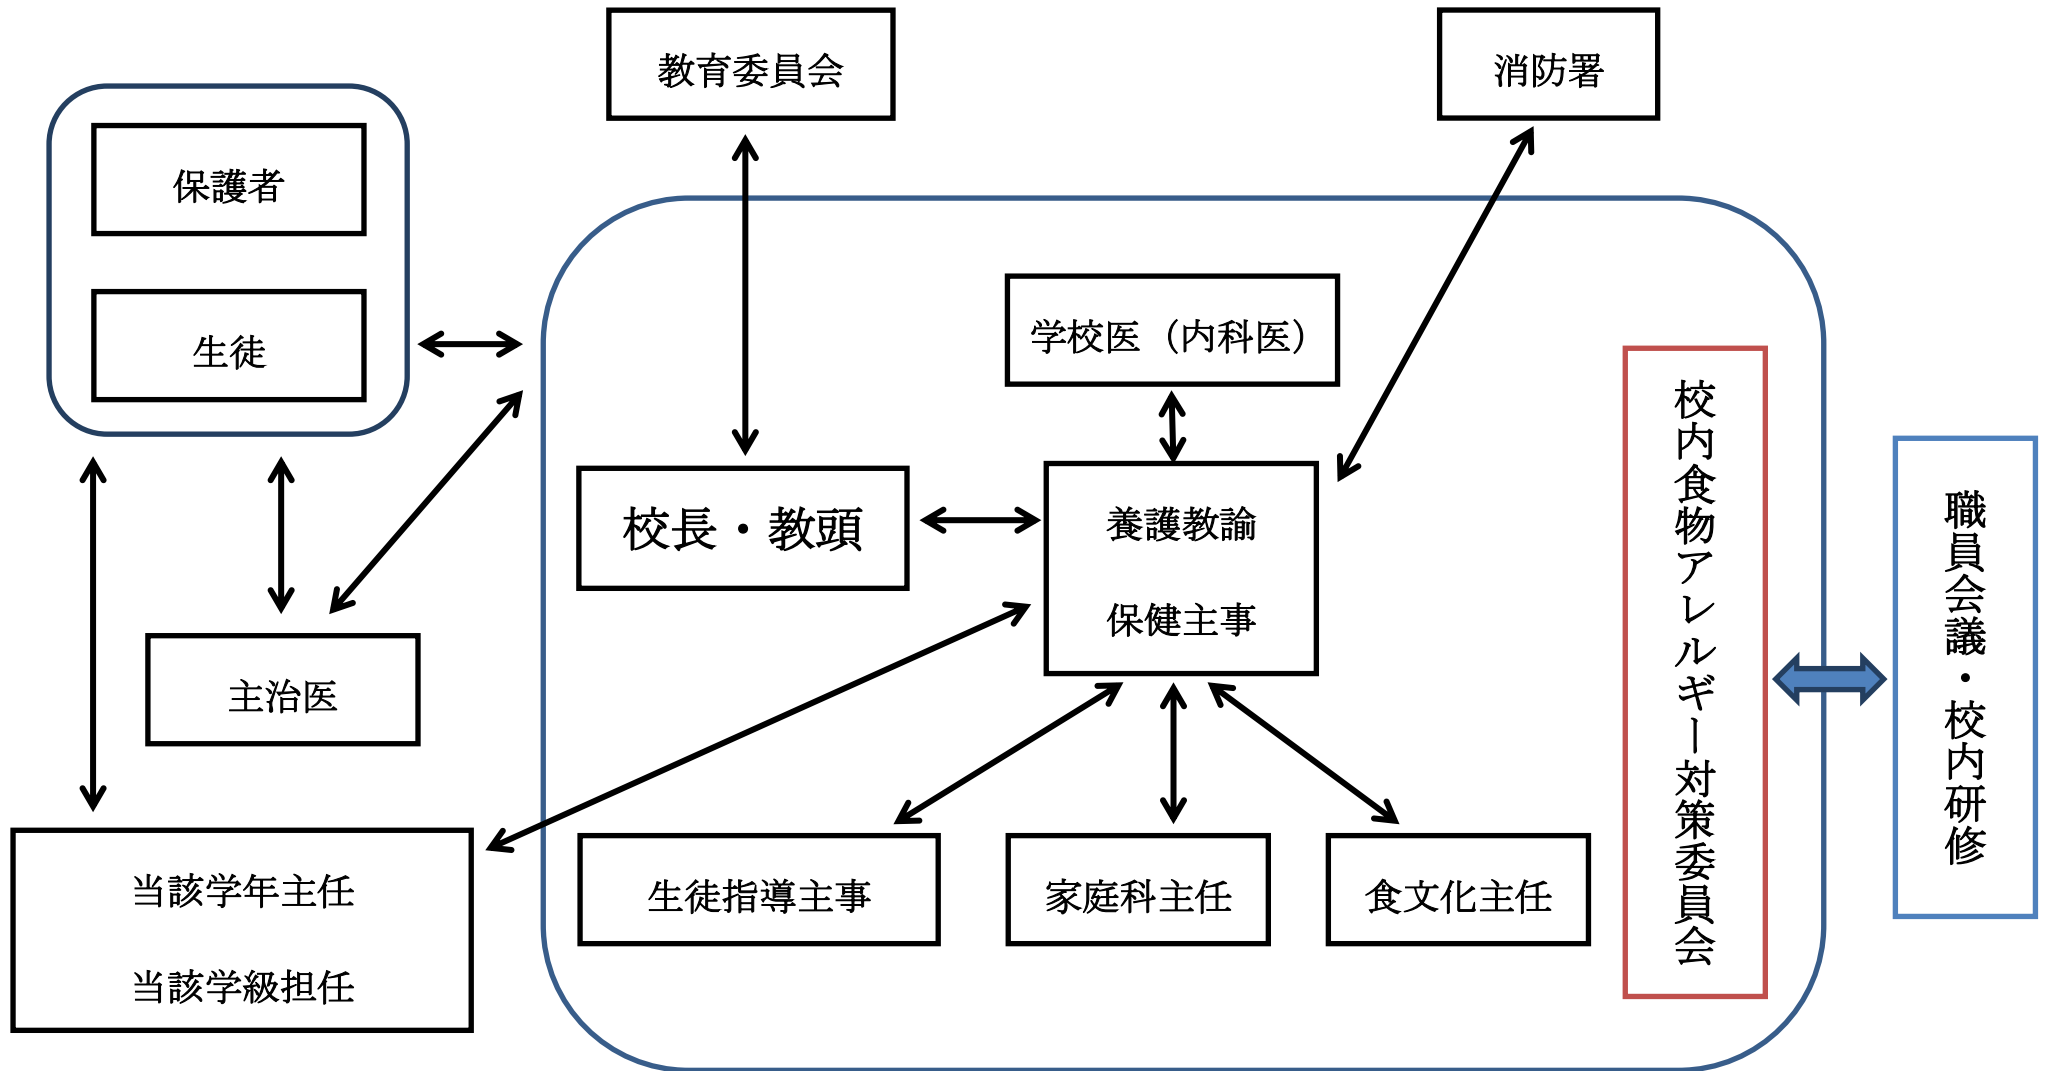 教育委員会
消防署
保護者
生徒
学校医（内科医）
校長・教頭
養護教諭
保健主事
主治医
当該学年主任
当該学級担任
生徒指導主事
家庭科主任
食文化主任
校内食物アレルギー対策委員会
職員会議・校内研修